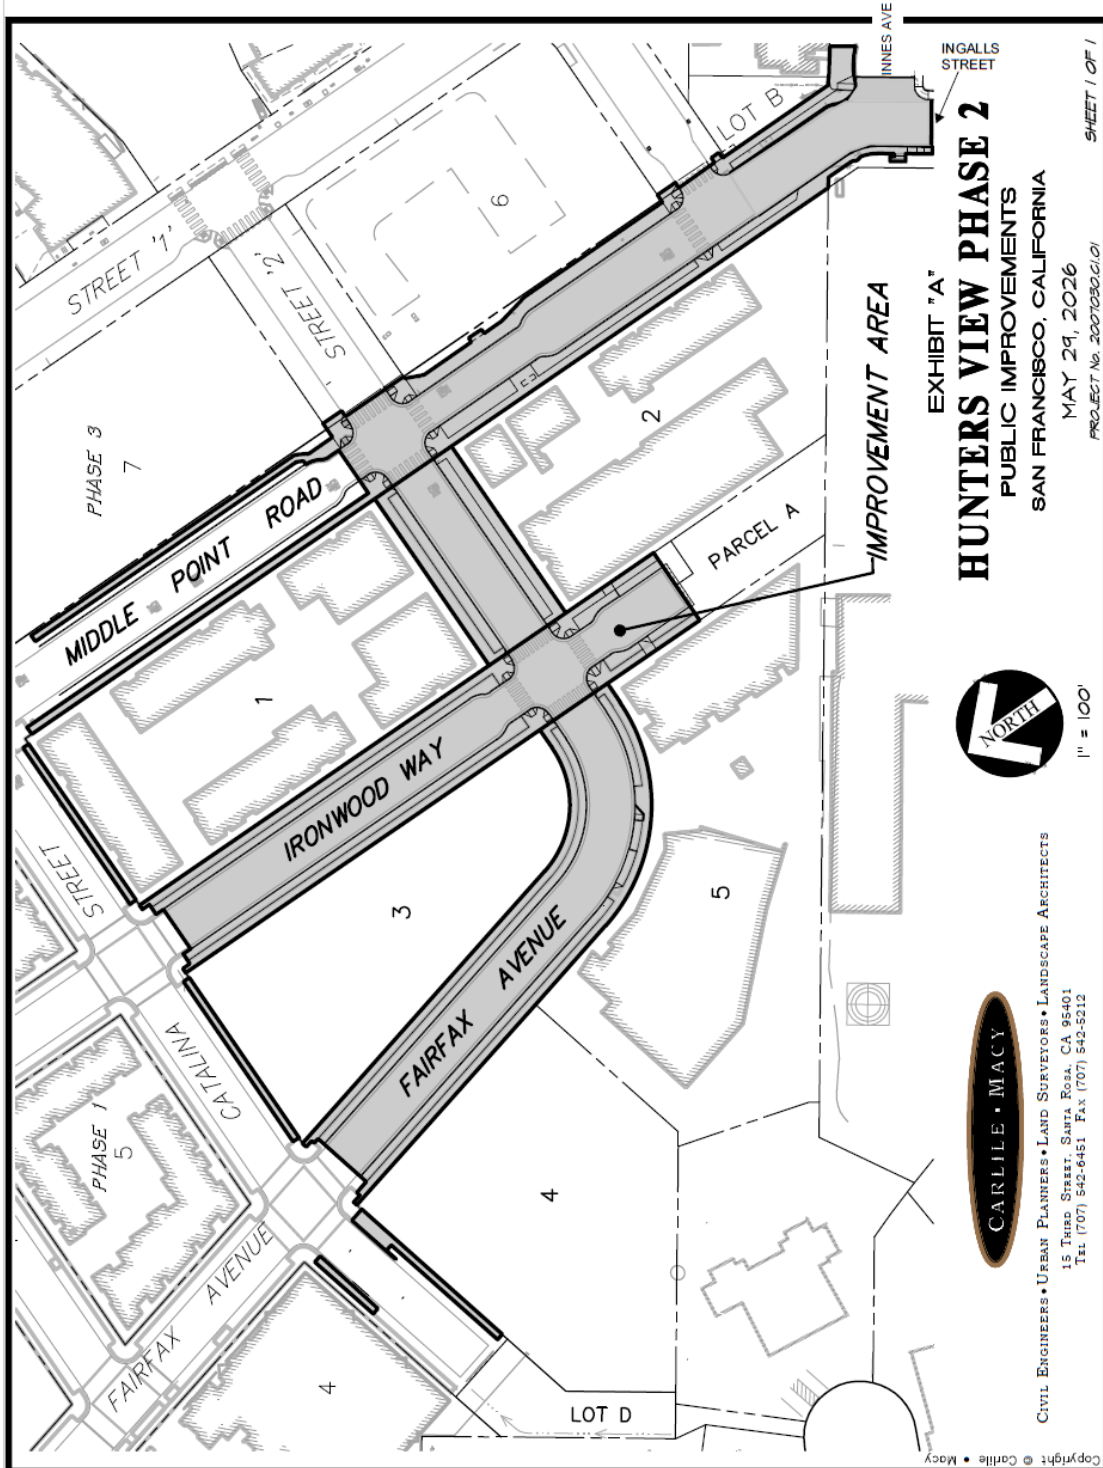 INNES AVE
INGALLS
STREET
SHEET 1 OF 1
LOT B
6
STREET '1'
STREET '2'
PHASE 3
7
MIDDLE POINT ROAD
2
PARCEL A
IMPROVEMENT AREA
1
IRONWOOD WAY
3
5
FAIRFAX AVENUE
4
CATALINA
STREET
PHASE 1
5
FAIRFAX AVENUE
4
LOT D
EXHIBIT "A"
HUNTERS VIEW PHASE 2
PUBLIC IMPROVEMENTS
SAN FRANCISCO, CALIFORNIA
MAY 29, 2026
PROJECT No. 2007030.C1.01
NORTH
1" = 100'
CARLILE • MACY
CIVIL ENGINEERS • URBAN PLANNERS • LAND SURVEYORS • LANDSCAPE ARCHITECTS
15 THIRD STREET, SANTA ROSA, CA 95401
TEL (707) 542-6451 FAX (707) 542-5212
Copyright © Carlile • Macy